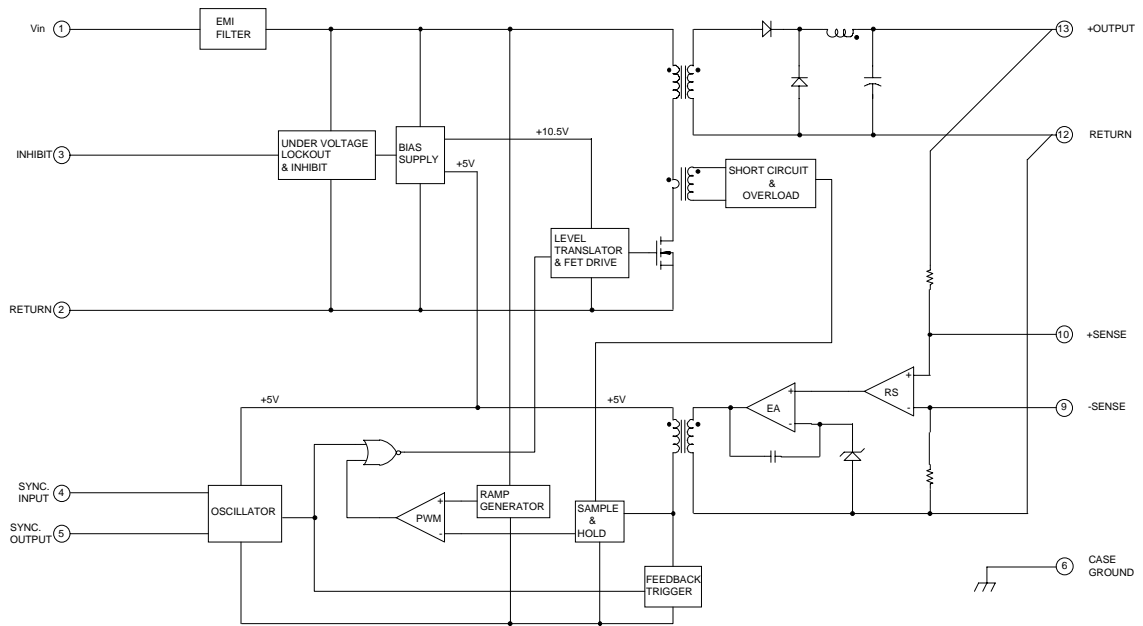 Vin
1
EMI
FILTER
13
+OUTPUT
INHIBIT
3
UNDER VOLTAGE
LOCKOUT
& INHIBIT
BIAS
SUPPLY
+10.5V
+5V
12
RETURN
SHORT CIRCUIT
&
OVERLOAD
LEVEL
TRANSLATOR
& FET DRIVE
RETURN
2
10
+SENSE
+
RS
-
9
-SENSE
+5V
+5V
+
EA
-
SYNC.
INPUT
4
SYNC.
OUTPUT
5
OSCILLATOR
+
PWM
-
RAMP
GENERATOR
SAMPLE
&
HOLD
FEEDBACK
TRIGGER
6
CASE
GROUND